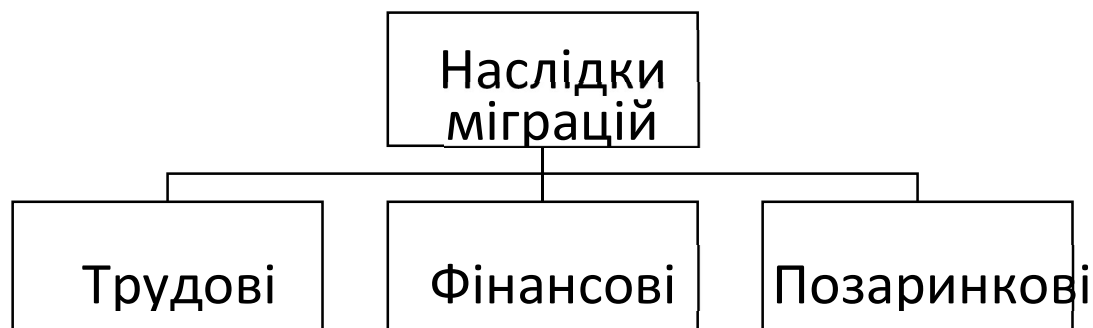 Наслідки
міграцій
Трудові
Фінансові
Позаринкові